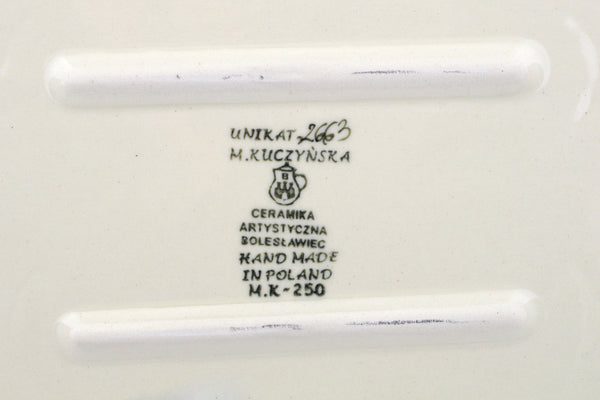 UNIKAT 2663
M.KUCZYŃSKA
B
CERAMIKA
ARTYSTYCZNA
BOLESŁAWIEC
HAND MADE
IN POLAND
M.K-250